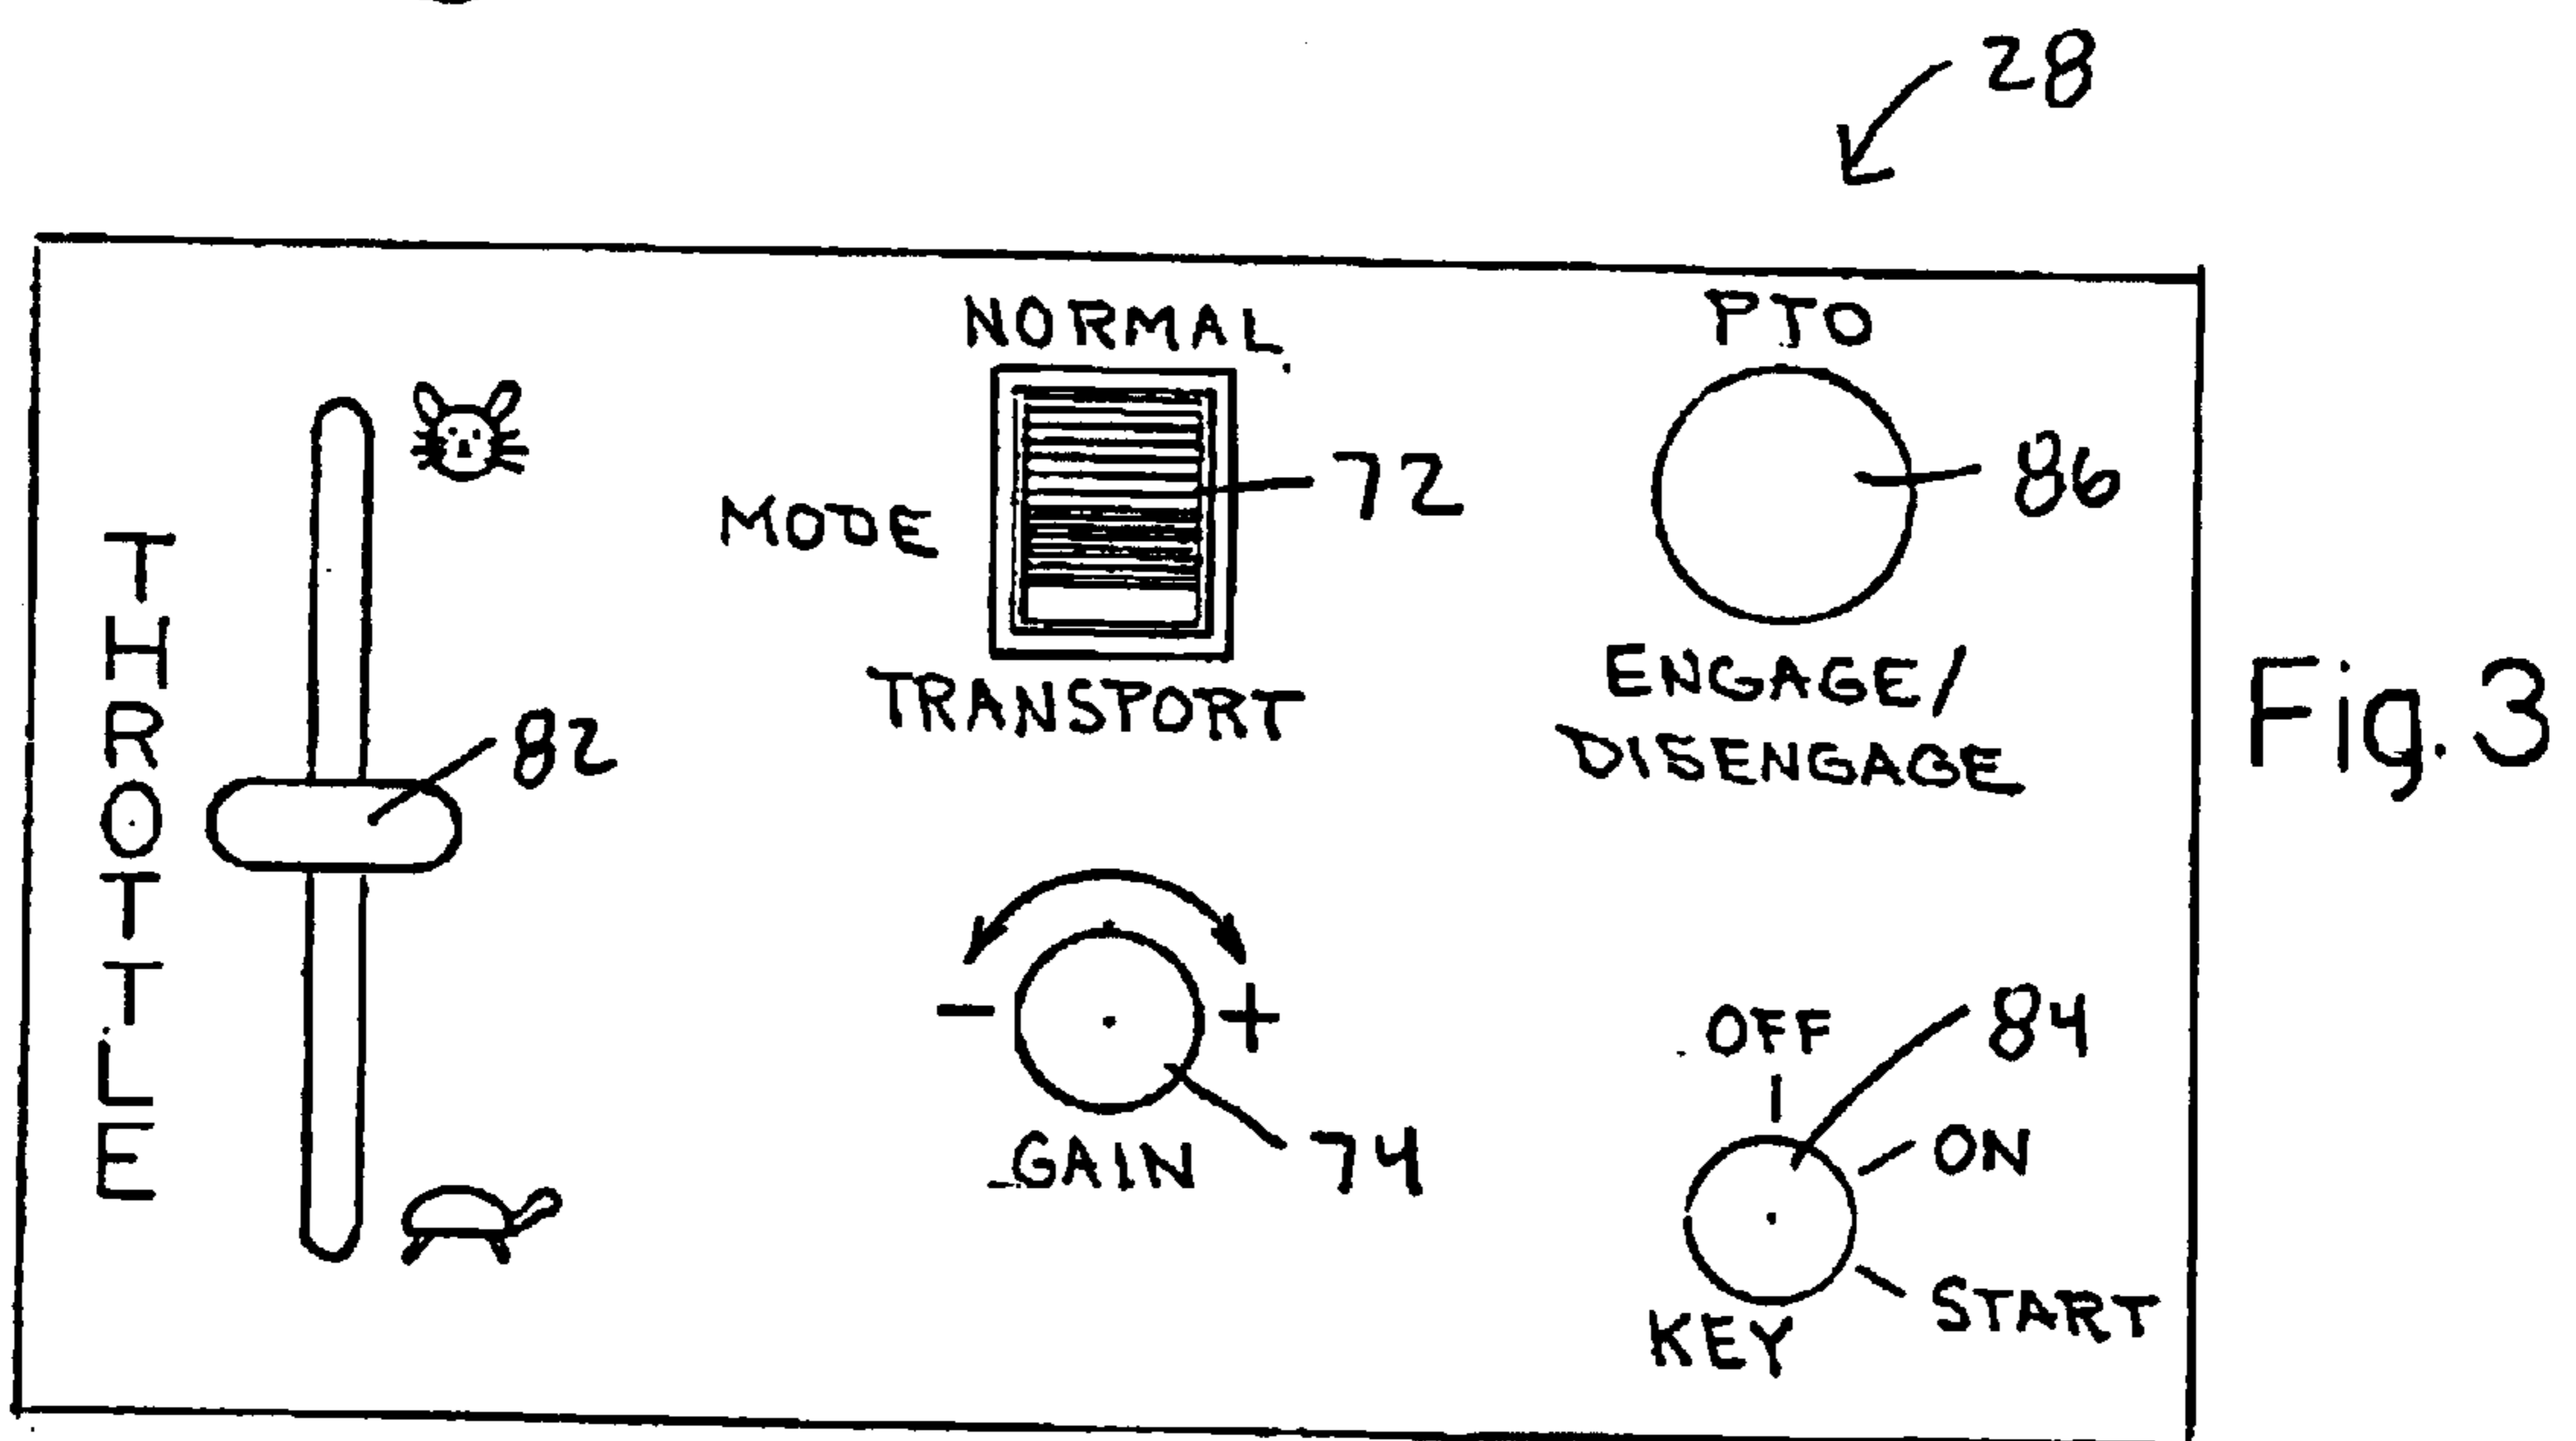 28
NORMAL
PTO
MODE
72
86
TRANSPORT
ENGAGE/
DISENGAGE
THROTTLE
82
Fig. 3
- +
GAIN
74
OFF
84
ON
START
KEY